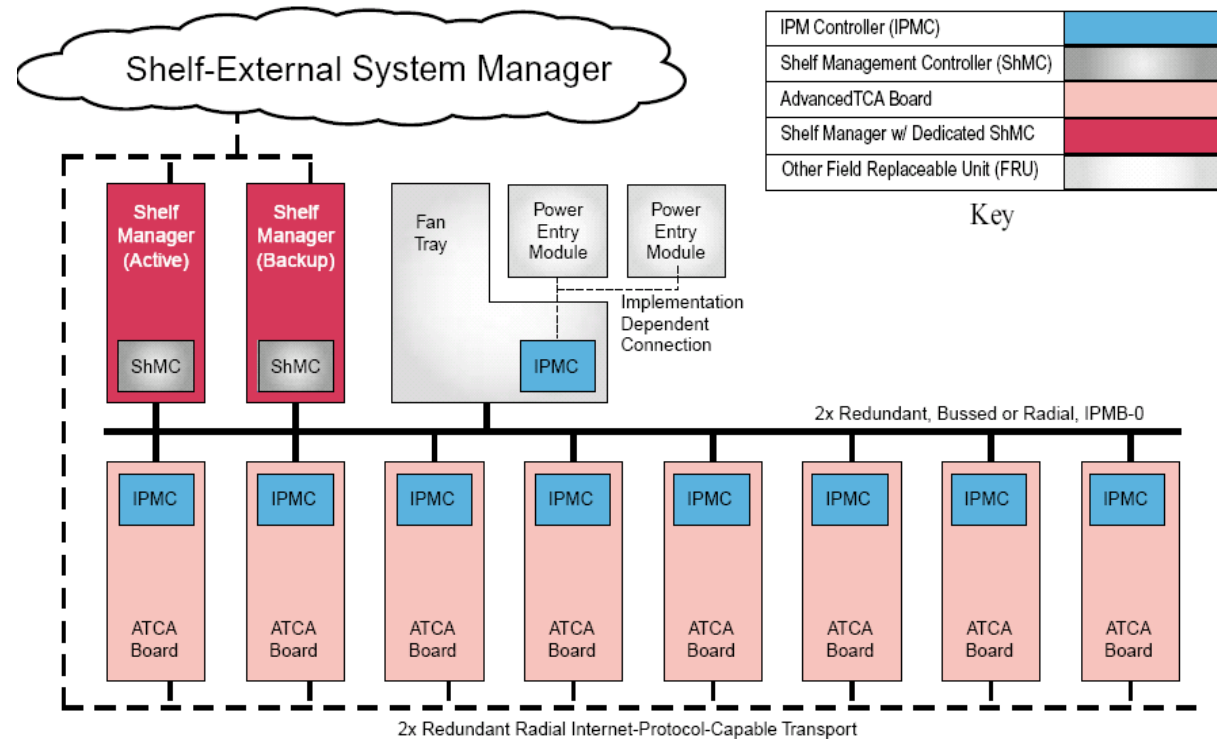 Shelf-External System Manager
IPM Controller (IPMC)
Shelf Management Controller (ShMC)
AdvancedTCA Board
Shelf Manager w/ Dedicated ShMC
Other Field Replaceable Unit (FRU)
Key
Shelf
Manager
(Active)
ShMC
Shelf
Manager
(Backup)
ShMC
Fan
Tray
Power
Entry
Module
Power
Entry
Module
Implementation
Dependent
Connection
IPMC
2x Redundant, Bussed or Radial, IPMB-0
IPMC
IPMC
IPMC
IPMC
IPMC
IPMC
IPMC
IPMC
ATCA
Board
ATCA
Board
ATCA
Board
ATCA
Board
ATCA
Board
ATCA
Board
ATCA
Board
ATCA
Board
2x Redundant Radial Internet-Protocol-Capable Transport